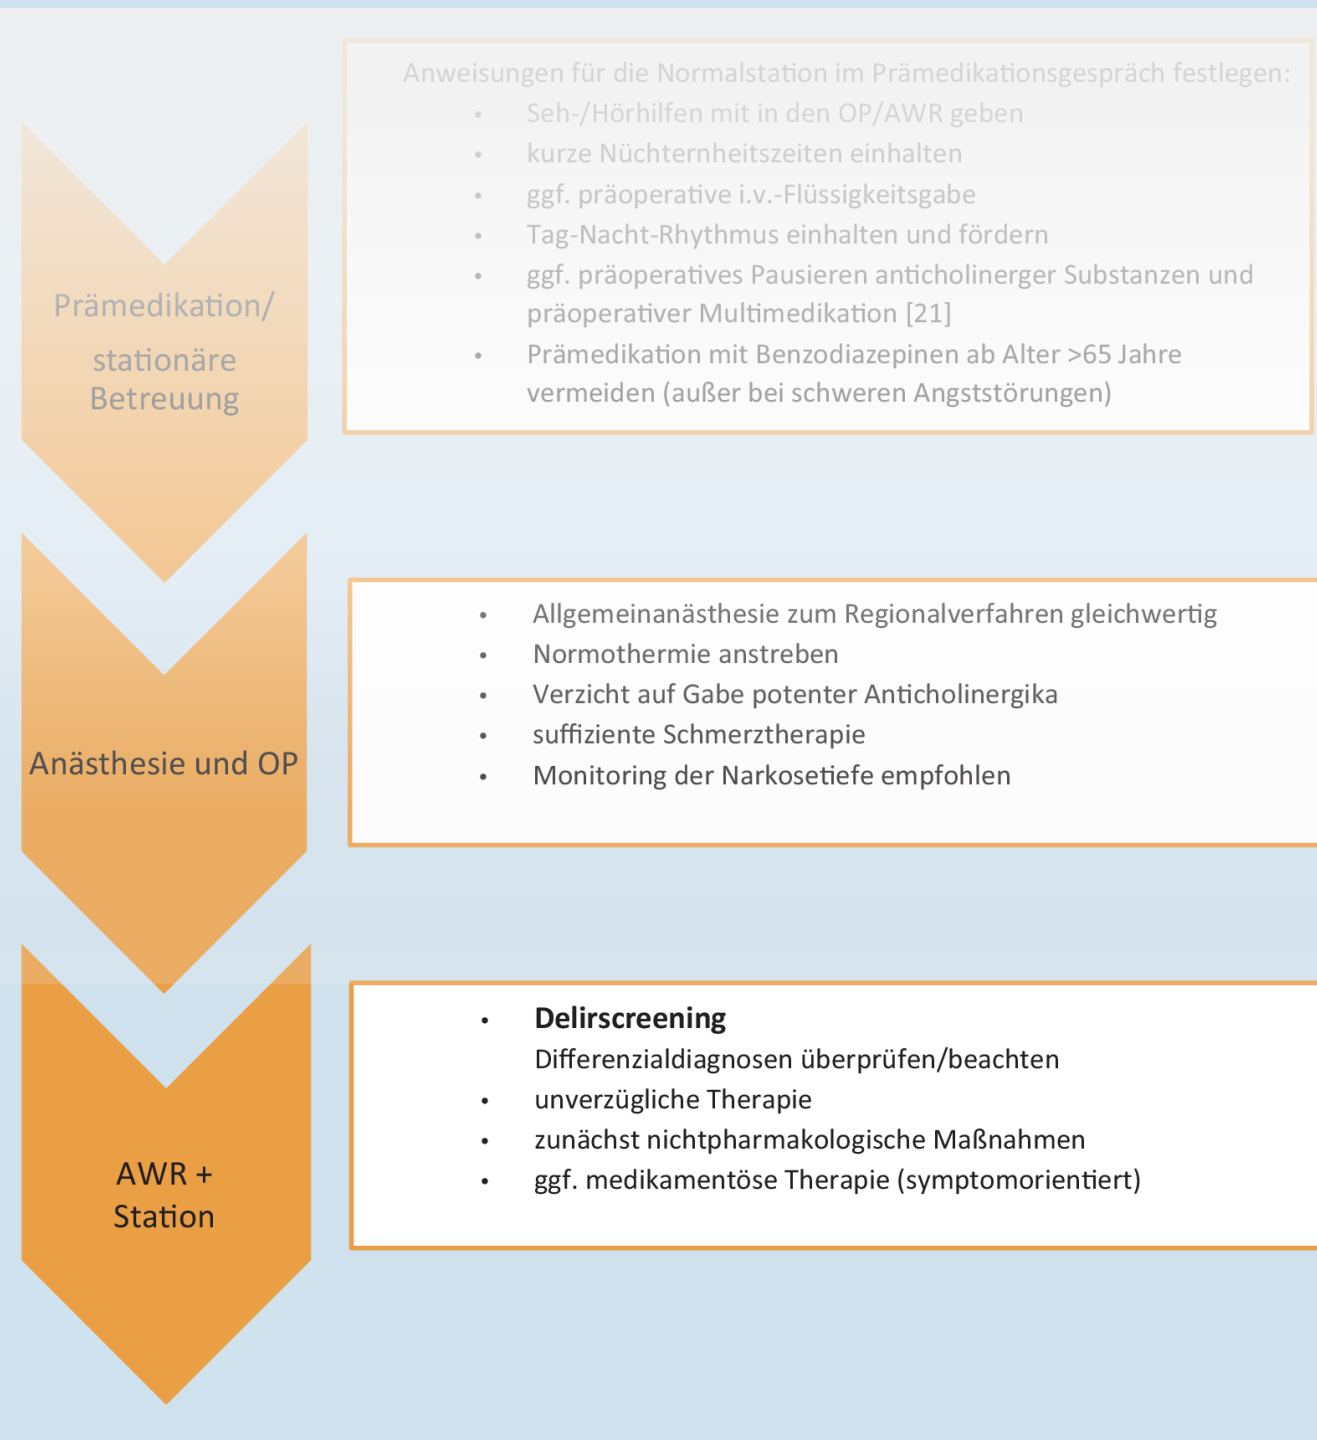 Anweisungen für die Normalstation im Prämedikationsgespräch festlegen:
• Seh-/Hörhilfen mit in den OP/AWR geben
• kurze Nüchternheitszeiten einhalten
• ggf. präoperative i.v.-Flüssigkeitsgabe
• Tag-Nacht-Rhythmus einhalten und fördern
• ggf. präoperatives Pausieren anticholinerger Substanzen und
präoperativer Multimedikation [21]
• Prämedikation mit Benzodiazepinen ab Alter >65 Jahre
vermeiden (außer bei schweren Angststörungen)
Prämedikation/
stationäre
Betreuung
• Allgemeinanästhesie zum Regionalverfahren gleichwertig
• Normothermie anstreben
• Verzicht auf Gabe potenter Anticholinergika
• suffiziente Schmerztherapie
• Monitoring der Narkosetiefe empfohlen
Anästhesie und OP
• Delirscreening
Differenzialdiagnosen überprüfen/beachten
• unverzügliche Therapie
• zunächst nichtpharmakologische Maßnahmen
• ggf. medikamentöse Therapie (symptomorientiert)
AWR +
Station